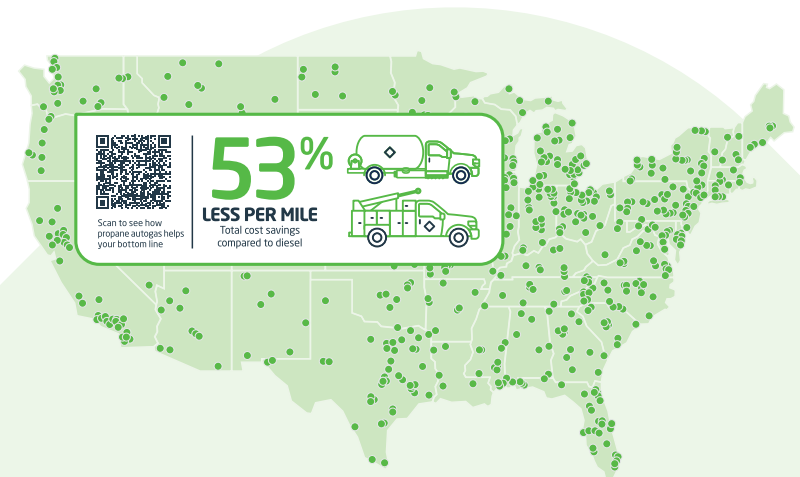 Scan to see how
propane autogas helps
your bottom line
53%
LESS PER MILE
Total cost savings
compared to diesel